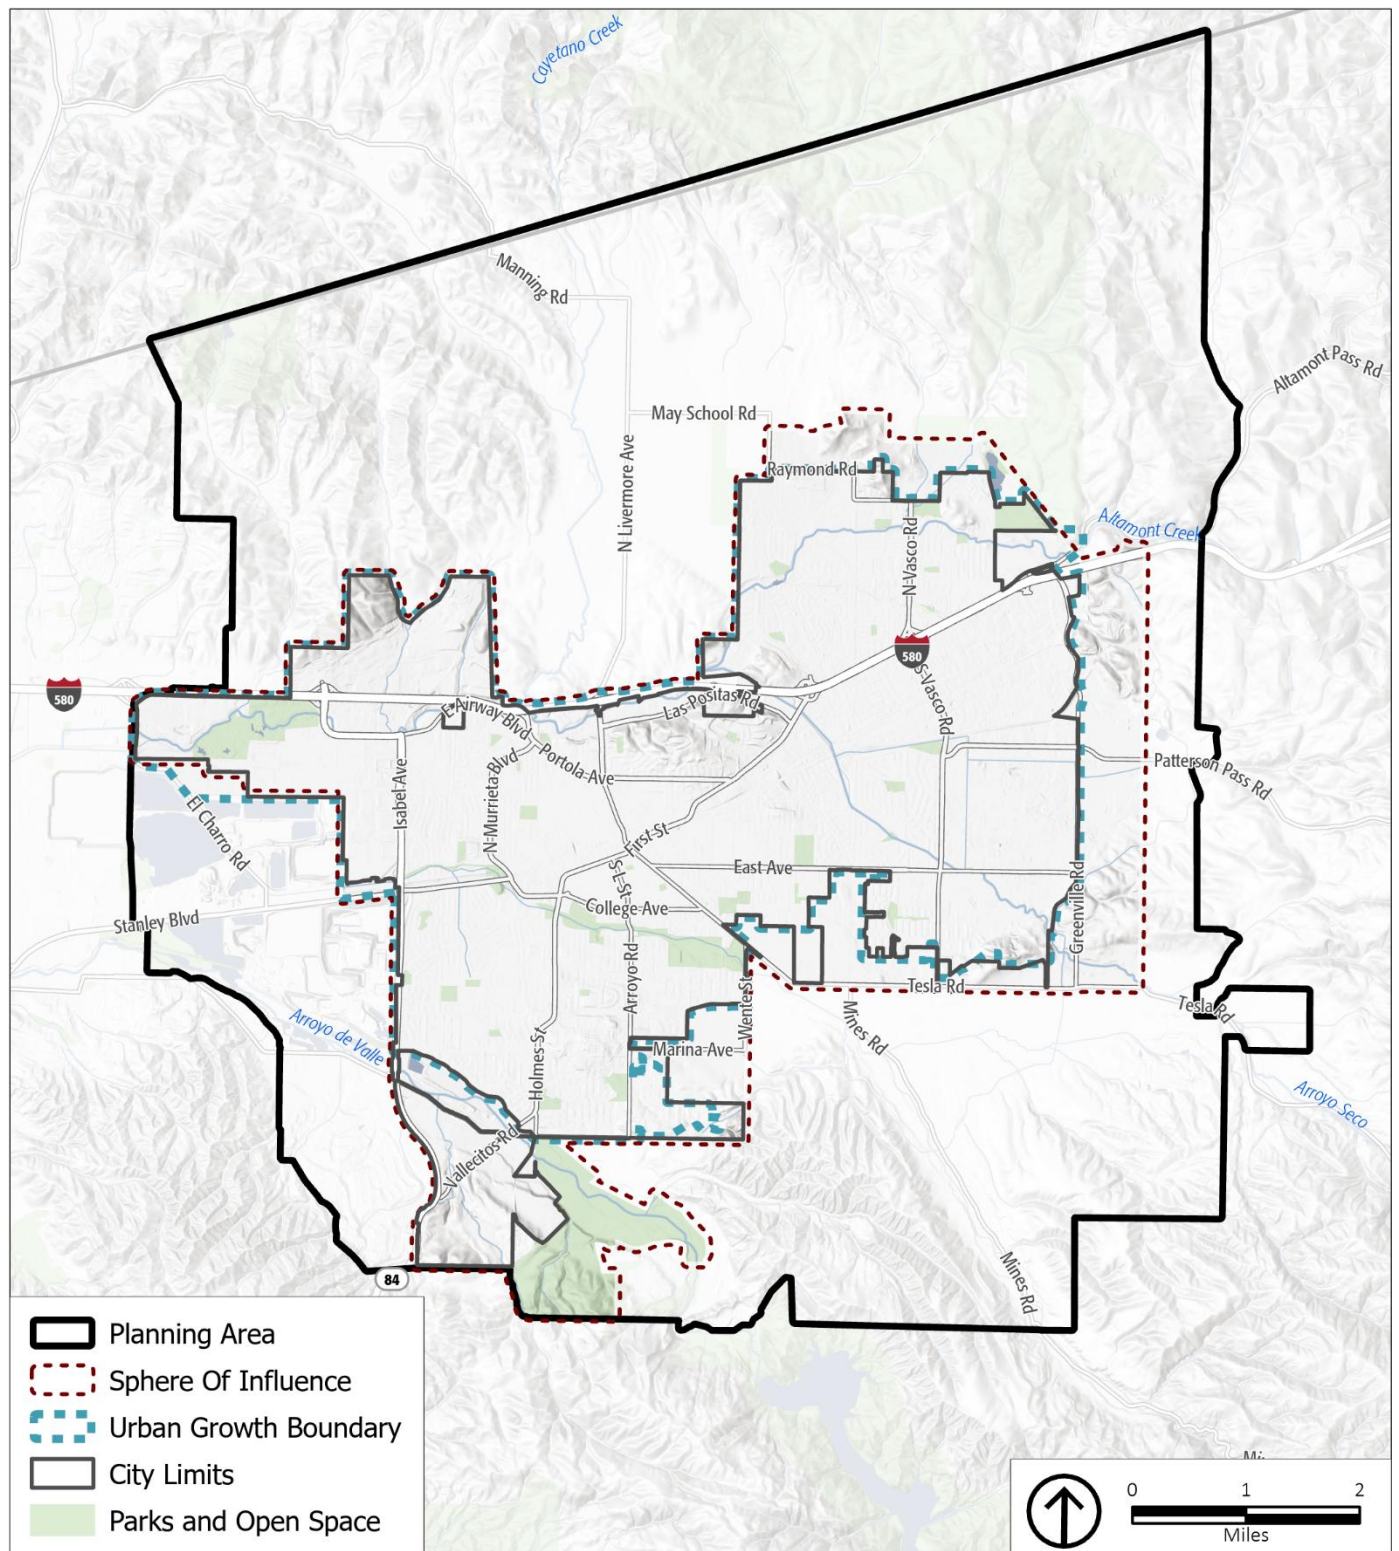 Cayetano Creek
Manning Rd
Altamont Pass Rd
May School Rd
N Livermore Ave
Raymond Rd
Altamont Creek
N Vasco Rd
580
580
S Vasco Rd
Las Positas Rd
E Airway Blvd
Portola Ave
N Murrieta Blvd
Isabel Ave
Patterson Pass Rd
El Charro Rd
First St
East Ave
S L St
College Ave
Stanley Blvd
Greenville Rd
Arroyo Rd
Tesla Rd
Tesla Rd
Wente St
Mines Rd
Arroyo de Valle
Marina Ave
Holmes St
Arroyo Seco
Vallecitos Rd
Mines Rd
84
Planning Area
Sphere Of Influence
Urban Growth Boundary
City Limits
Parks and Open Space
0 1 2
Miles